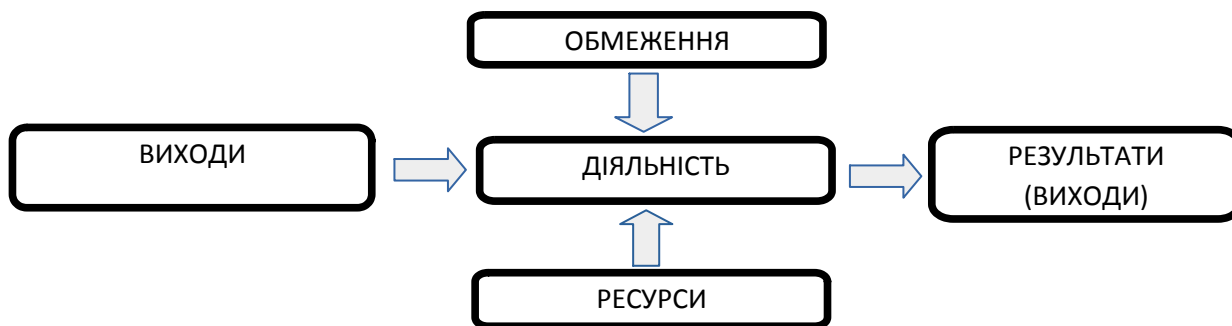 ОБМЕЖЕННЯ
ВИХОДИ
ДІЯЛЬНІСТЬ
РЕЗУЛЬТАТИ
(ВИХОДИ)
РЕСУРСИ